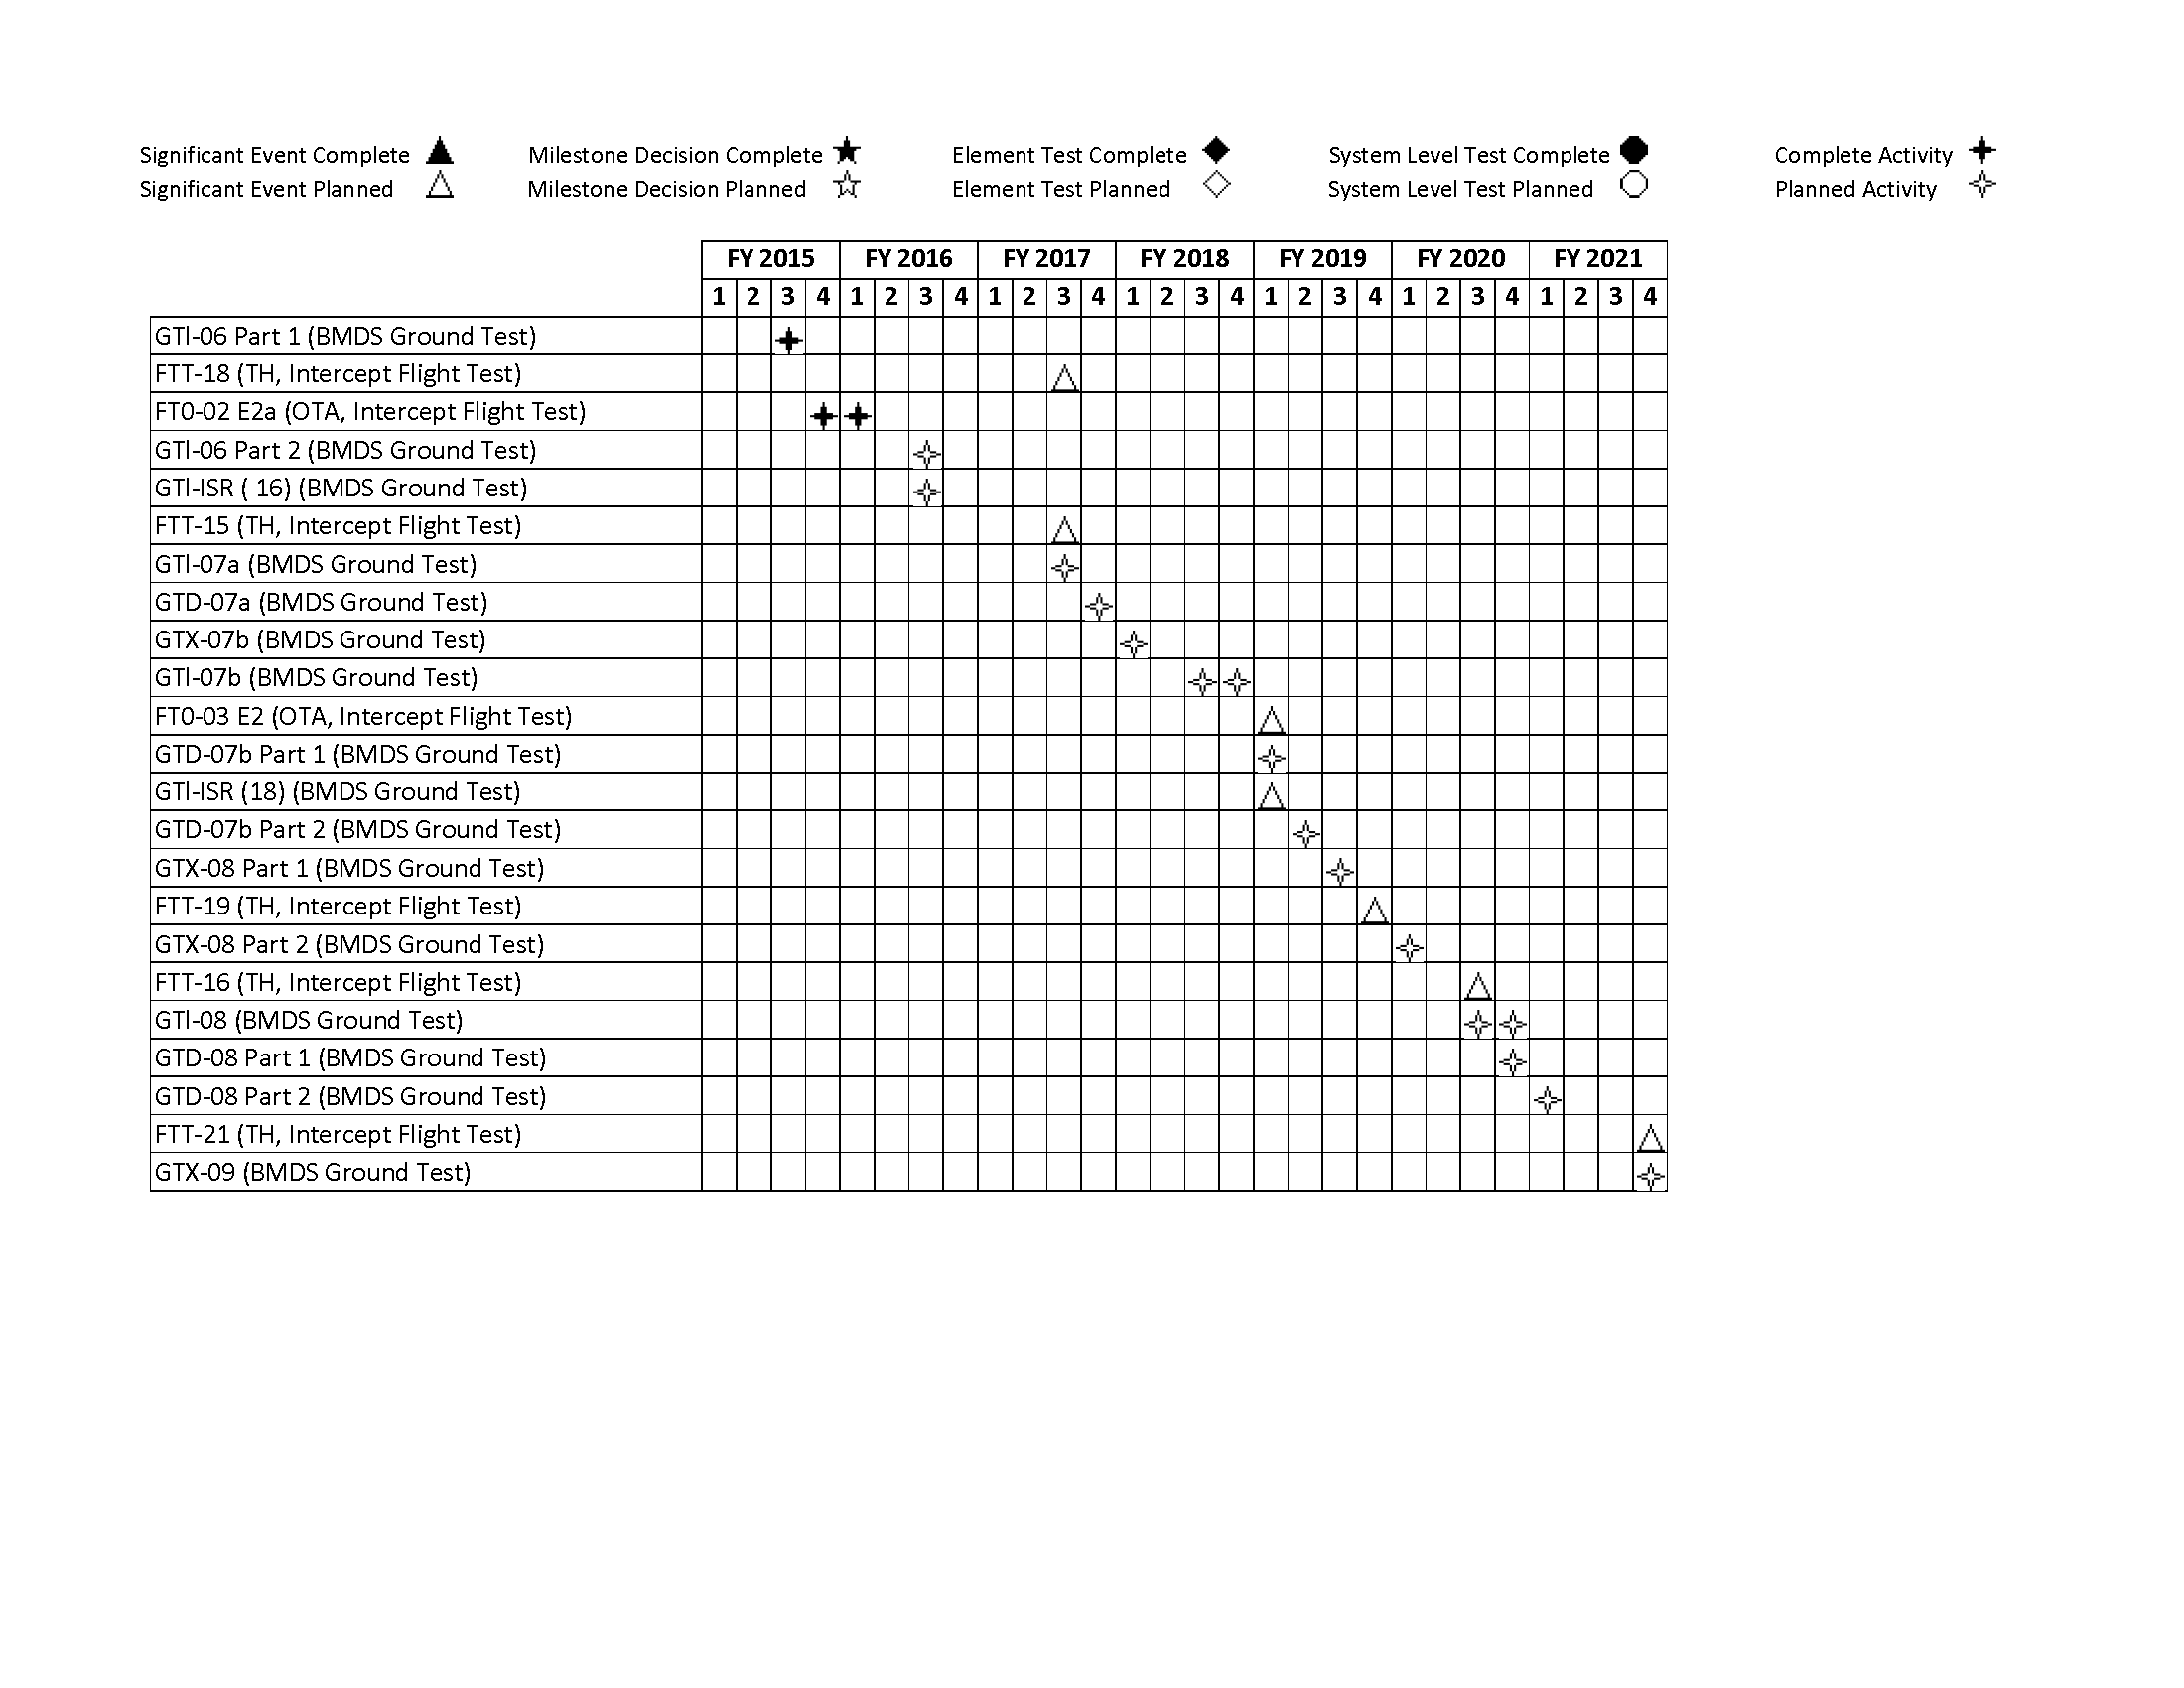 Significant Event Complete Milestone Decision Complete Element Test Complete System Level Test Complete Complete Activity
Significant Event Planned Milestone Decision Planned Element Test Planned System Level Test Planned Planned Activity
FY 2015 FY 2016 FY 2017 FY 2018 FY 2019 FY 2020 FY 2021
1 2 3 4 1 2 3 4 1 2 3 4 1 2 3 4 1 2 3 4 1 2 3 4 1 2 3 4
GTI-06 Part 1 (BMDS Ground Test)
FTT-18 (TH, Intercept Flight Test)
FT0-02 E2a (OTA, Intercept Flight Test)
GTI-06 Part 2 (BMDS Ground Test)
GTI-ISR ( 16) (BMDS Ground Test)
FTT-15 (TH, Intercept Flight Test)
GTI-07a (BMDS Ground Test)
GTD-07a (BMDS Ground Test)
GTX-07b (BMDS Ground Test)
GTI-07b (BMDS Ground Test)
FT0-03 E2 (OTA, Intercept Flight Test)
GTD-07b Part 1 (BMDS Ground Test)
GTI-ISR (18) (BMDS Ground Test)
GTD-07b Part 2 (BMDS Ground Test)
GTX-08 Part 1 (BMDS Ground Test)
FTT-19 (TH, Intercept Flight Test)
GTX-08 Part 2 (BMDS Ground Test)
FTT-16 (TH, Intercept Flight Test)
GTI-08 (BMDS Ground Test)
GTD-08 Part 1 (BMDS Ground Test)
GTD-08 Part 2 (BMDS Ground Test)
FTT-21 (TH, Intercept Flight Test)
GTX-09 (BMDS Ground Test)